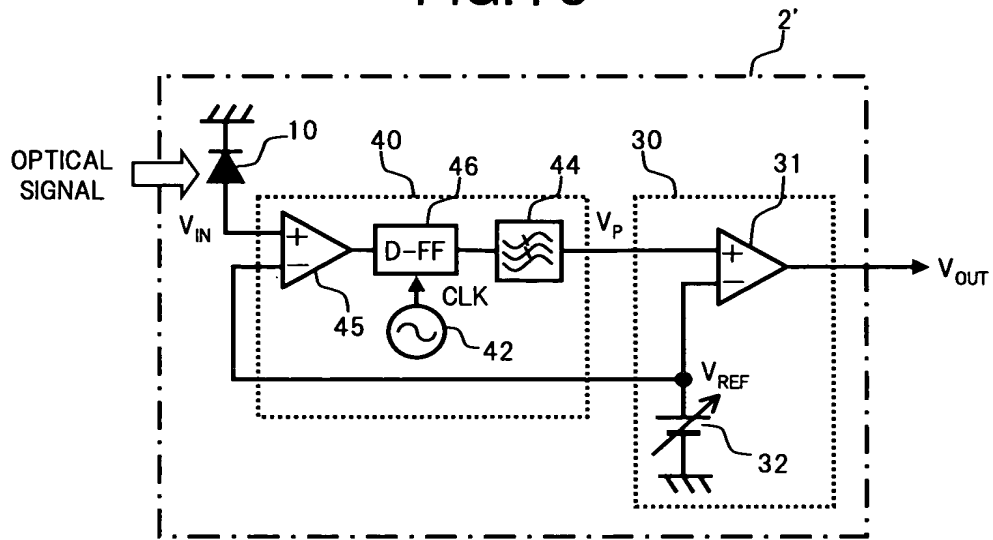 2'
OPTICAL
SIGNAL
10
40
46
44
30
31
V_IN
+
−
D-FF
V_P
+
−
V_OUT
45
CLK
42
V_REF
32